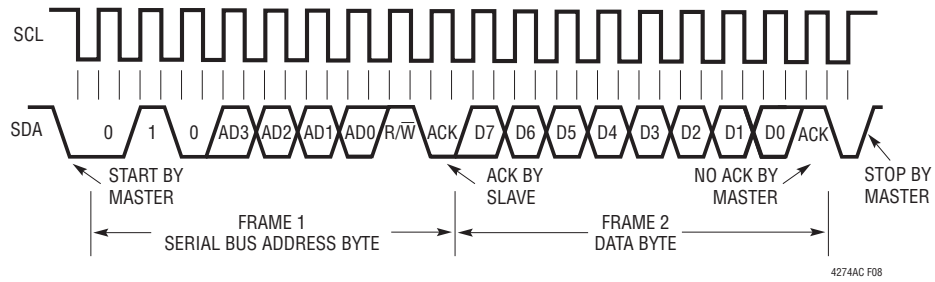 SCL
SDA 0 1 0 AD3 AD2 AD1 AD0 R/W̅ ACK D7 D6 D5 D4 D3 D2 D1 D0 ACK
START BY
MASTER
ACK BY
SLAVE
NO ACK BY
MASTER
STOP BY
MASTER
FRAME 1
SERIAL BUS ADDRESS BYTE
FRAME 2
DATA BYTE
4274AC F08